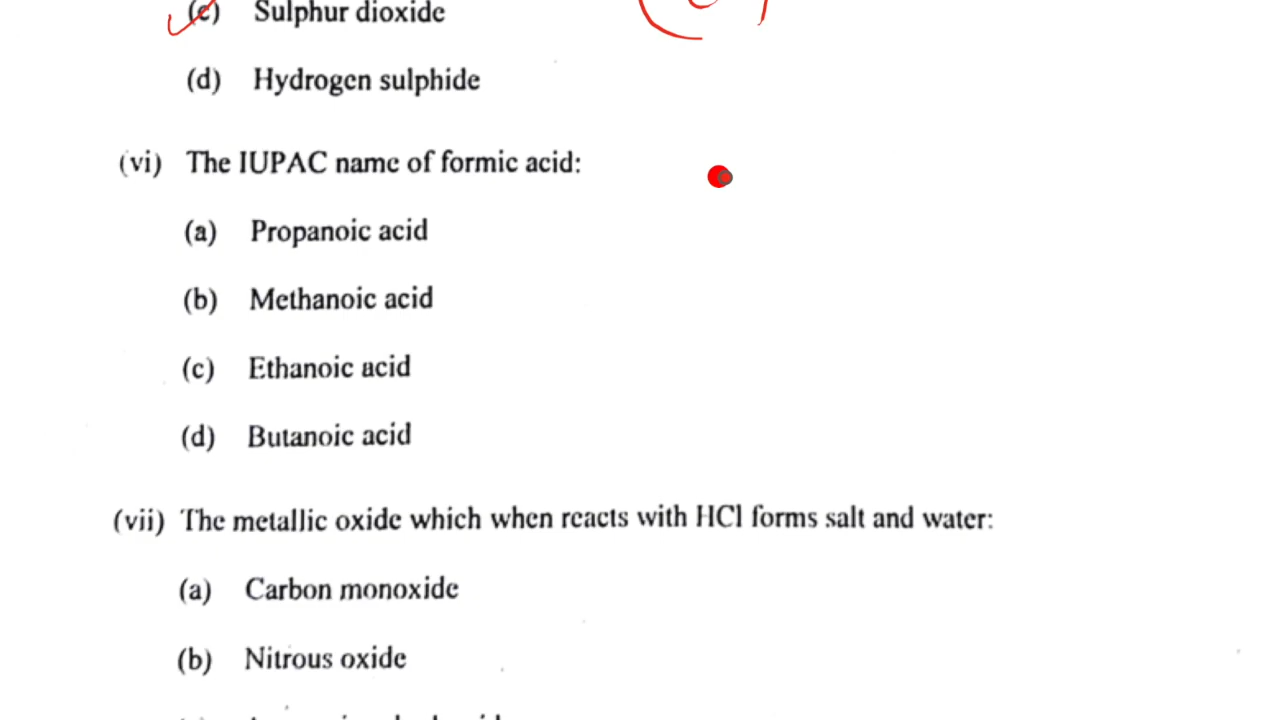 (c) Sulphur dioxide
(d) Hydrogen sulphide
(vi) The IUPAC name of formic acid:
(a) Propanoic acid
(b) Methanoic acid
(c) Ethanoic acid
(d) Butanoic acid
(vii) The metallic oxide which when reacts with HCl forms salt and water:
(a) Carbon monoxide
(b) Nitrous oxide